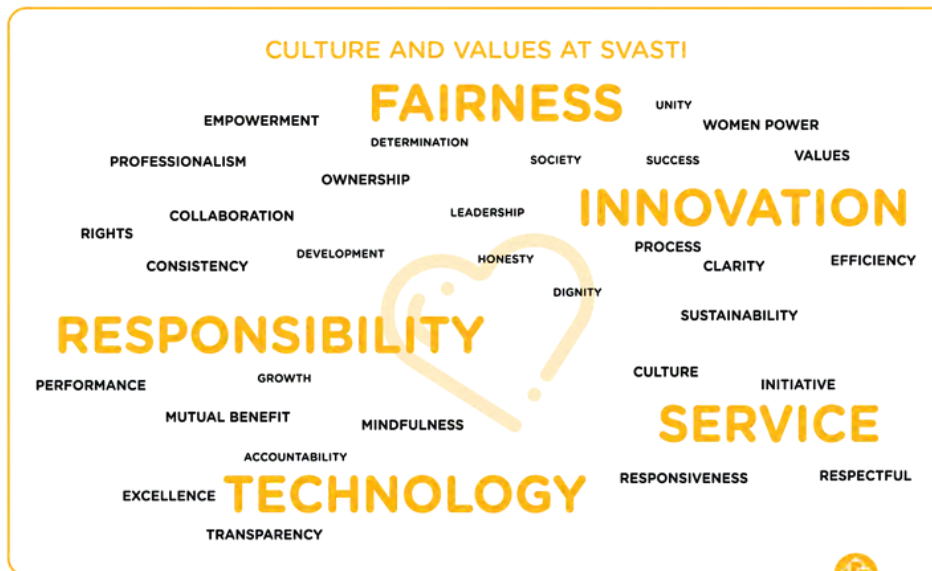 CULTURE AND VALUES AT SVASTI
FAIRNESS
UNITY
EMPOWERMENT
WOMEN POWER
DETERMINATION
PROFESSIONALISM
SOCIETY
SUCCESS
VALUES
OWNERSHIP
INNOVATION
COLLABORATION
LEADERSHIP
RIGHTS
PROCESS
DEVELOPMENT
HONESTY
CONSISTENCY
CLARITY
EFFICIENCY
DIGNITY
SUSTAINABILITY
RESPONSIBILITY
CULTURE
GROWTH
PERFORMANCE
INITIATIVE
MUTUAL BENEFIT
MINDFULNESS
SERVICE
ACCOUNTABILITY
RESPONSIVENESS
RESPECTFUL
EXCELLENCE
TECHNOLOGY
TRANSPARENCY